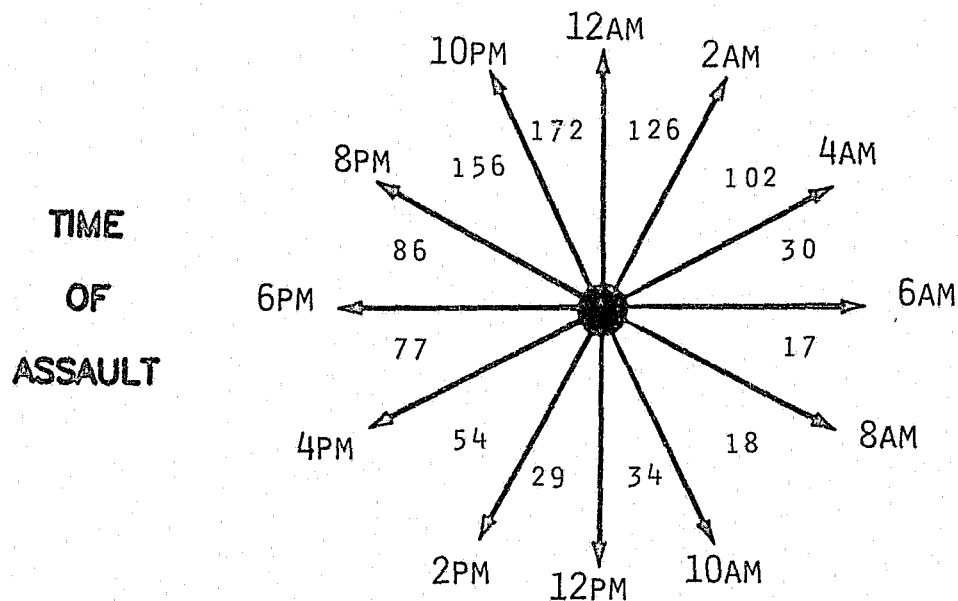 12AM
10PM
2AM
172
126
8PM
4AM
156
102
TIME
86
30
OF
6PM
6AM
77
17
ASSAULT
4PM
54
18
8AM
29
34
2PM
12PM
10AM